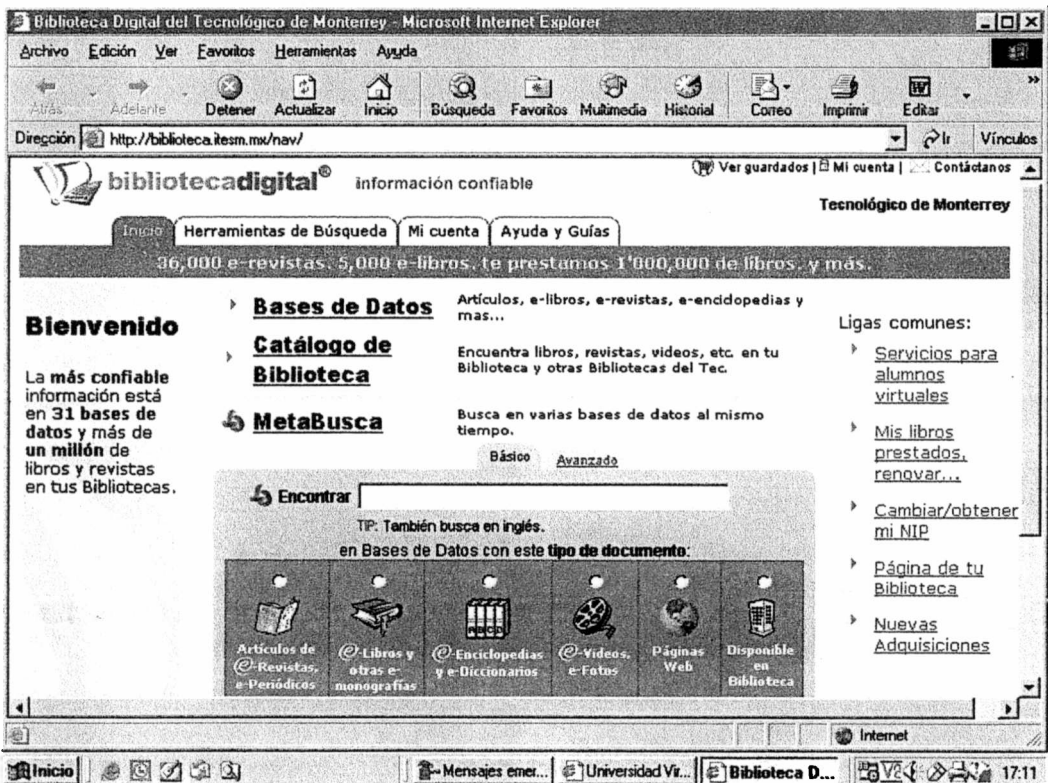 Biblioteca Digital del Tecnológico de Monterrey - Microsoft Internet Explorer
Archivo Edición Ver Favoritos Herramientas Ayuda
Atrás Adelante Detener Actualizar Inicio Búsqueda Favoritos Multimedia Historial Correo Imprimir Editar »
Dirección http://biblioteca.itesm.mx/nav/ Ir Vínculos
bibliotecadigital® información confiable
Ver guardados | Mi cuenta | Contáctanos
Tecnológico de Monterrey
Inicio Herramientas de Búsqueda Mi cuenta Ayuda y Guías
36,000 e-revistas, 5,000 e-libros, te prestamos 1'000,000 de libros, y más.
Bienvenido
La más confiable
información está
en 31 bases de
datos y más de
un millón de
libros y revistas
en tus Bibliotecas.
Bases de Datos
Artículos, e-libros, e-revistas, e-enciclopedias y
mas...
Catálogo de
Biblioteca
Encuentra libros, revistas, videos, etc. en tu
Biblioteca y otras Bibliotecas del Tec.
MetaBusca
Busca en varias bases de datos al mismo
tiempo.
Básico Avanzado
Encontrar
TIP: También busca en inglés.
en Bases de Datos con este tipo de documento:
Artículos de
e-Revistas,
e-Periódicos
e-Libros y
otras e-
monografías
ABCD
e-Enciclopedias
y e-Diccionarios
e-Videos,
e-Fotos
Páginas
Web
Disponible
en
Biblioteca
Ligas comunes:
Servicios para
alumnos
virtuales
Mis libros
prestados,
renovar...
Cambiar/obtener
mi NIP
Página de tu
Biblioteca
Nuevas
Adquisiciones
Internet
Inicio Mensajes emer... Universidad Vir... Biblioteca D... 17:11